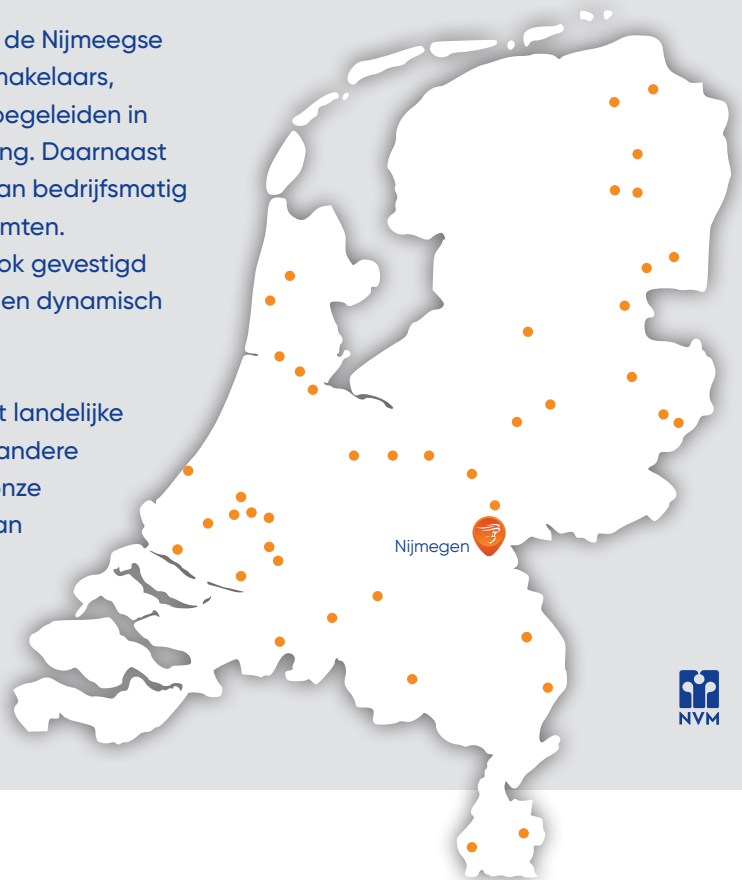 de Nijmeegse
makelaars,
begeleiden in
ng. Daarnaast
an bedrijfsmatig
mten.
ok gevestigd
en dynamisch
t landelijke
andere
onze
an
Nijmegen
NVM